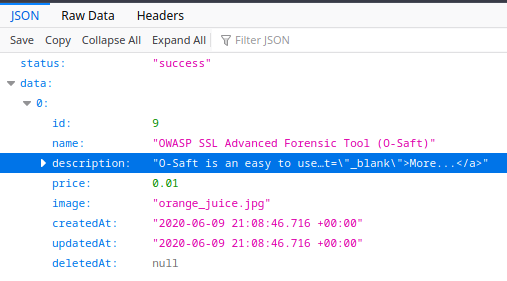 JSON Raw Data Headers
Save Copy Collapse All Expand All Filter JSON
status: "success"
data:
0:
id: 9
name: "OWASP SSL Advanced Forensic Tool (O-Saft)"
description: "O-Saft is an easy to use…t=\"_blank\">More...</a>"
price: 0.01
image: "orange_juice.jpg"
createdAt: "2020-06-09 21:08:46.716 +00:00"
updatedAt: "2020-06-09 21:08:46.716 +00:00"
deletedAt: null